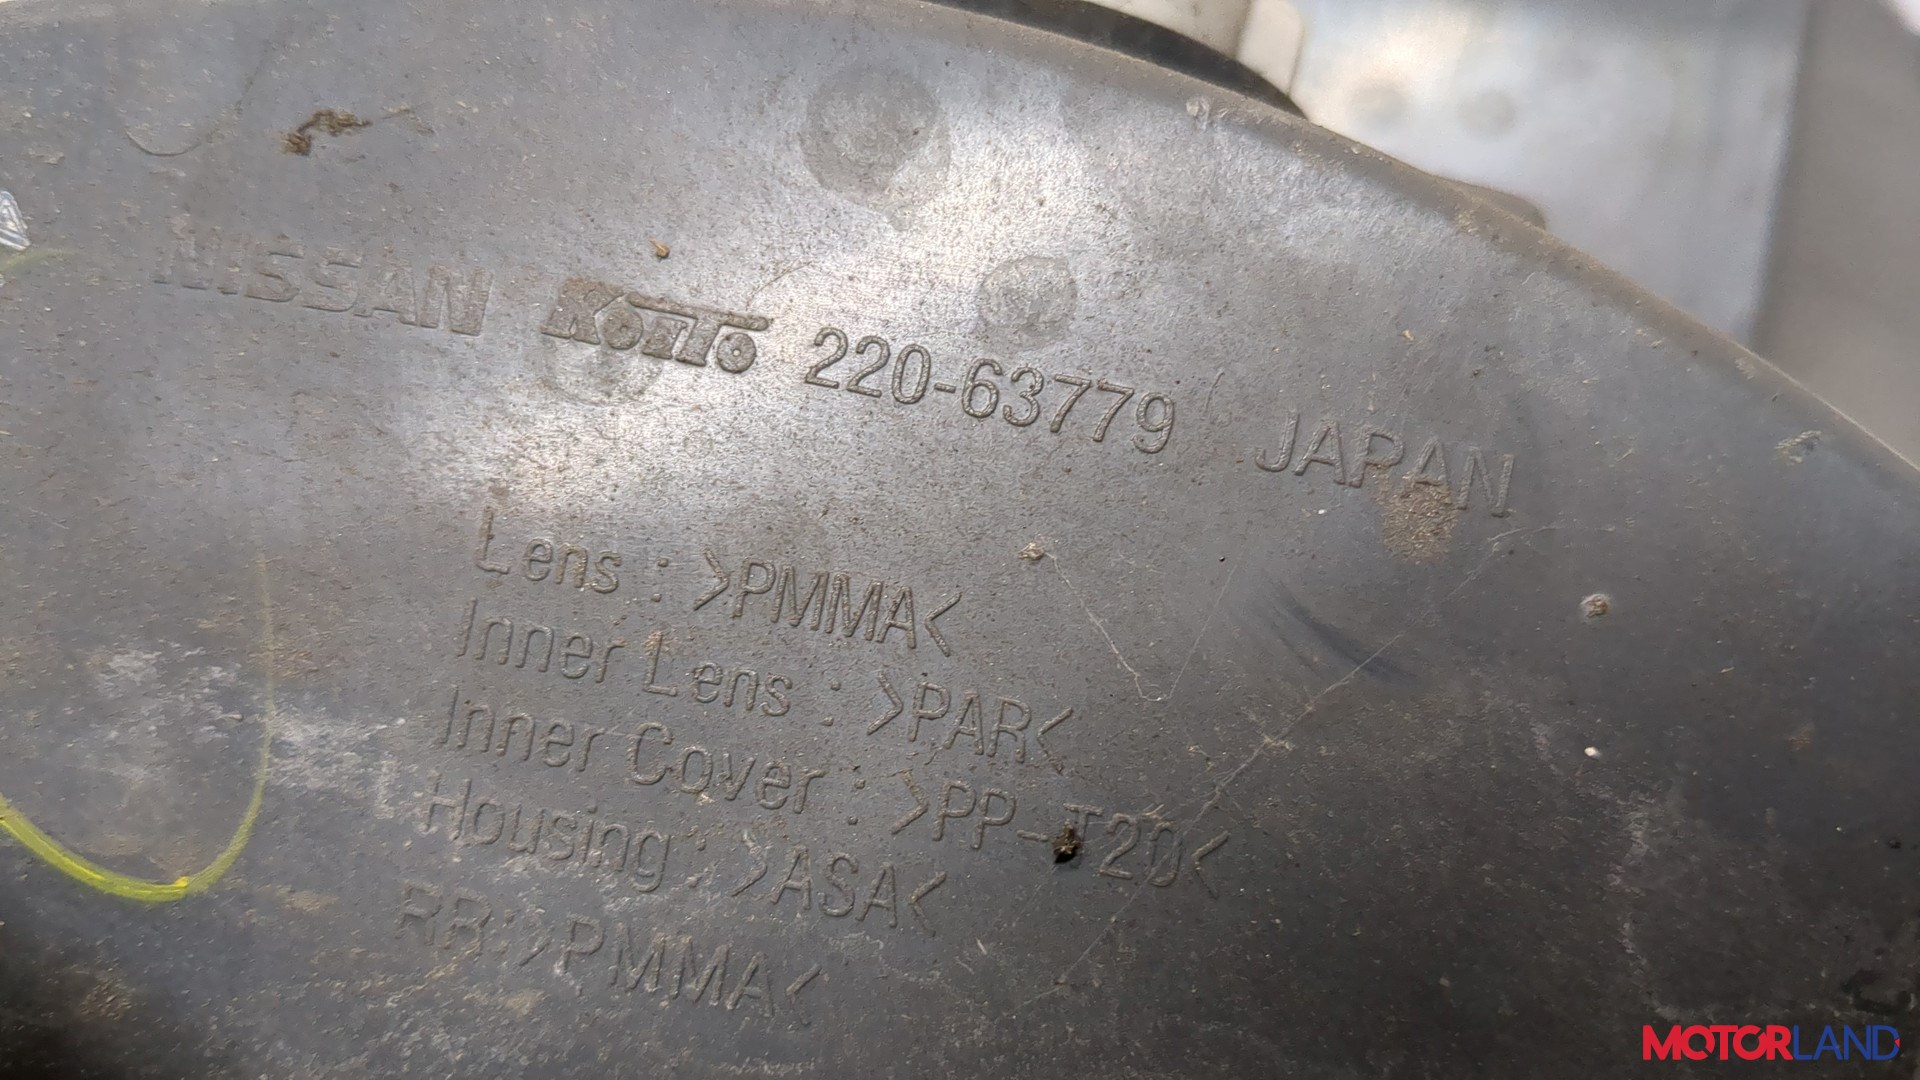 NISSAN KOITO 220-63779 JAPAN
Lens : >PMMA<
Inner Lens : >PAR<
Inner Cover : >PP-T20<
Housing : >ASA<
RR: >PMMA<
MOTORLAND